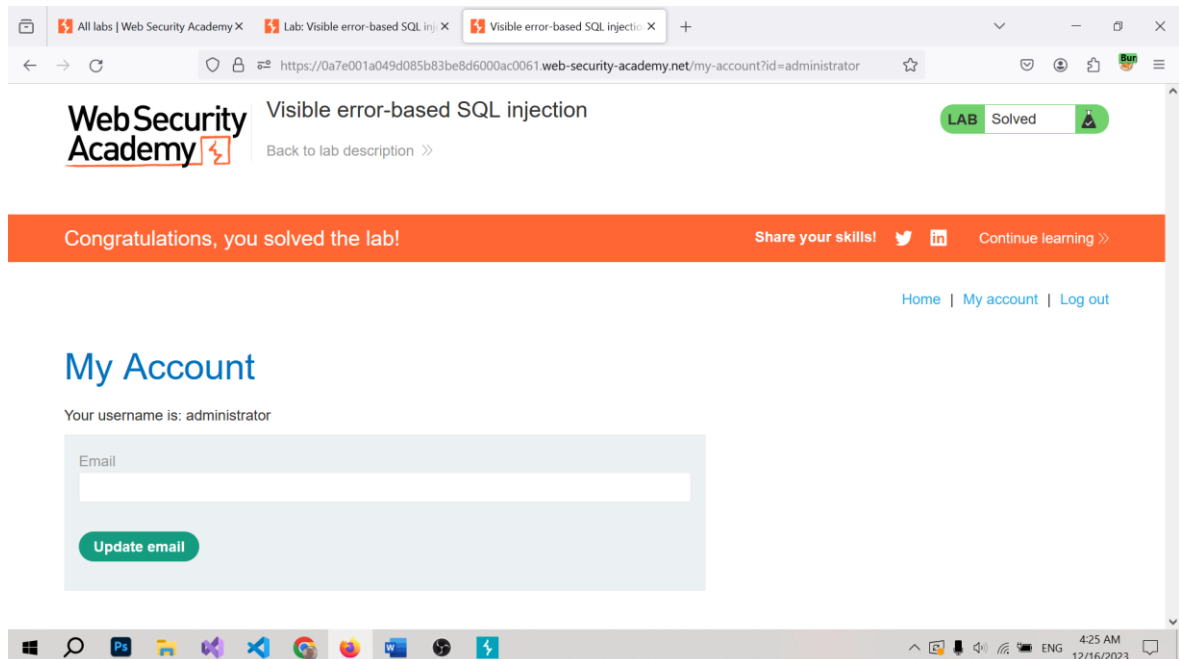 All labs | Web Security Academy
Lab: Visible error-based SQL inj
Visible error-based SQL injectio
https://0a7e001a049d085b83be8d6000ac0061.web-security-academy.net/my-account?id=administrator
Bur
Web Security
Academy
Visible error-based SQL injection
Back to lab description
LAB Solved
Congratulations, you solved the lab!
Share your skills!
in
Continue learning
Home | My account | Log out
My Account
Your username is: administrator
Email
Update email
Ps
W
ENG
4:25 AM
12/16/2023